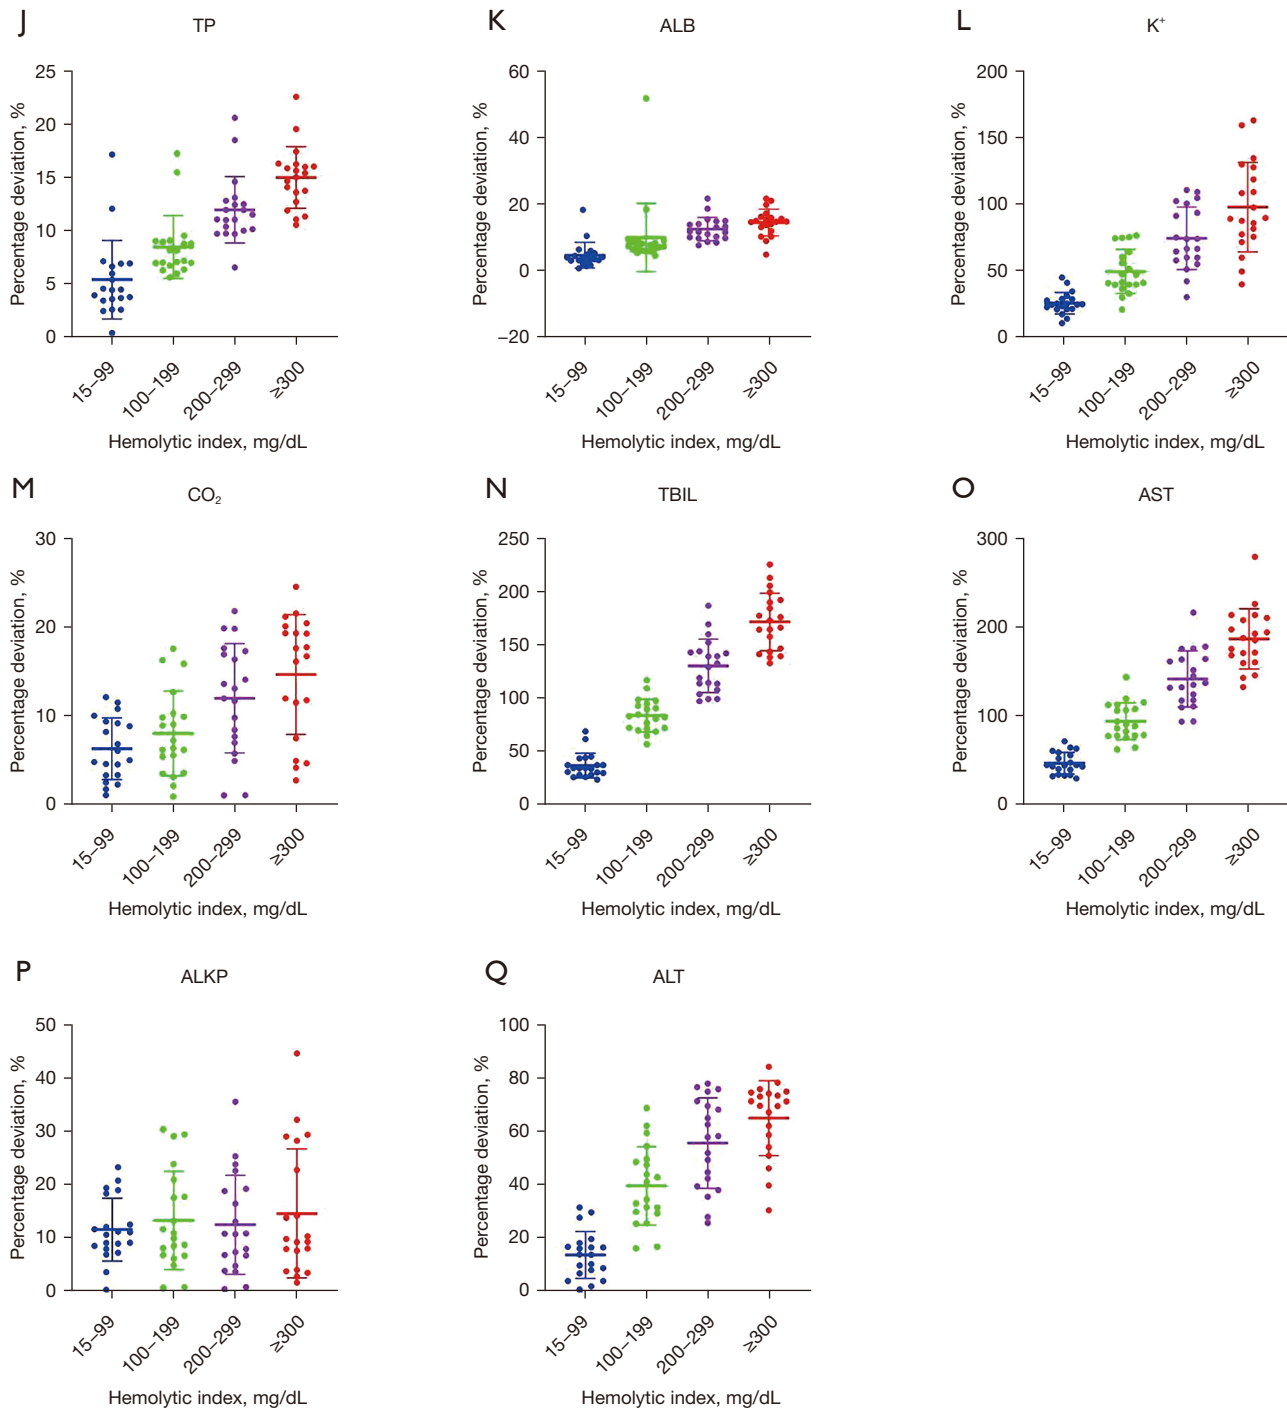 J TP
Percentage deviation, %
25
20
15
10
5
0
15–99 100–199 200–299 ≥300
Hemolytic index, mg/dL
K ALB
Percentage deviation, %
60
40
20
0
–20
15–99 100–199 200–299 ≥300
Hemolytic index, mg/dL
L K+
Percentage deviation, %
200
150
100
50
0
15–99 100–199 200–299 ≥300
Hemolytic index, mg/dL
M CO2
Percentage deviation, %
30
20
10
0
15–99 100–199 200–299 ≥300
Hemolytic index, mg/dL
N TBIL
Percentage deviation, %
250
200
150
100
50
0
15–99 100–199 200–299 ≥300
Hemolytic index, mg/dL
O AST
Percentage deviation, %
300
200
100
0
15–99 100–199 200–299 ≥300
Hemolytic index, mg/dL
P ALKP
Percentage deviation, %
50
40
30
20
10
0
15–99 100–199 200–299 ≥300
Hemolytic index, mg/dL
Q ALT
Percentage deviation, %
100
80
60
40
20
0
15–99 100–199 200–299 ≥300
Hemolytic index, mg/dL